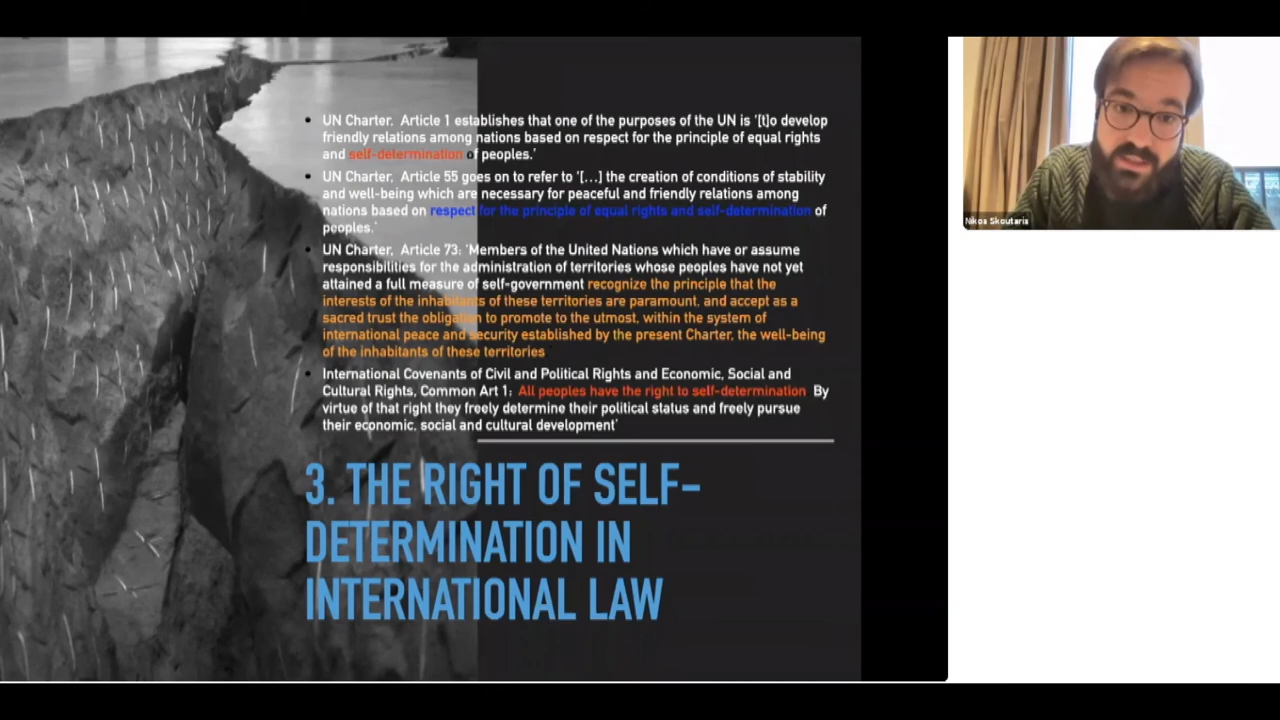 • UN Charter, Article 1 establishes that one of the purposes of the UN is '[t]o develop
friendly relations among nations based on respect for the principle of equal rights
and self-determination of peoples.'
• UN Charter, Article 55 goes on to refer to '[...] the creation of conditions of stability
and well-being which are necessary for peaceful and friendly relations among
nations based on respect for the principle of equal rights and self-determination of
peoples.'
• UN Charter, Article 73: 'Members of the United Nations which have or assume
responsibilities for the administration of territories whose peoples have not yet
attained a full measure of self-government recognize the principle that the
interests of the inhabitants of these territories are paramount, and accept as a
sacred trust the obligation to promote to the utmost, within the system of
international peace and security established by the present Charter, the well-being
of the inhabitants of these territories
• International Covenants of Civil and Political Rights and Economic, Social and
Cultural Rights, Common Art 1: All peoples have the right to self-determination By
virtue of that right they freely determine their political status and freely pursue
their economic, social and cultural development'
3. THE RIGHT OF SELF-
DETERMINATION IN
INTERNATIONAL LAW
Nikos Skoutaris